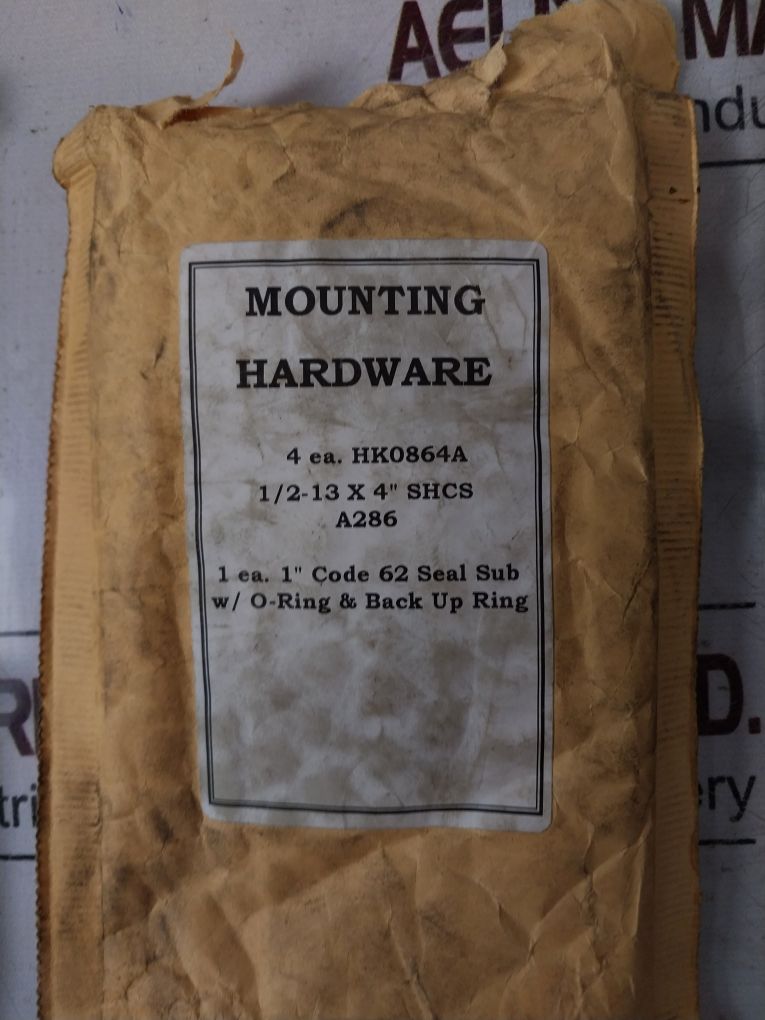 MOUNTING
HARDWARE
4 ea. HK0864A
1/2-13 X 4" SHCS
A286
1 ea. 1" Code 62 Seal Sub
w/ O-Ring & Back Up Ring
D.